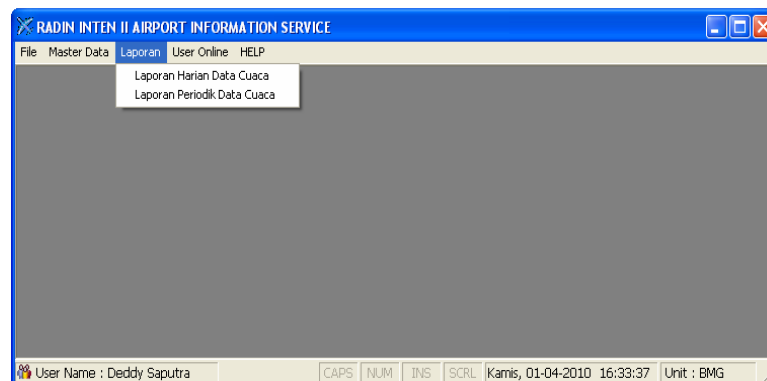 RADIN INTEN II AIRPORT INFORMATION SERVICE
File Master Data Laporan User Online HELP
Laporan Harian Data Cuaca
Laporan Periodik Data Cuaca
User Name : Deddy Saputra CAPS NUM INS SCRL Kamis, 01-04-2010 16:33:37 Unit : BMG